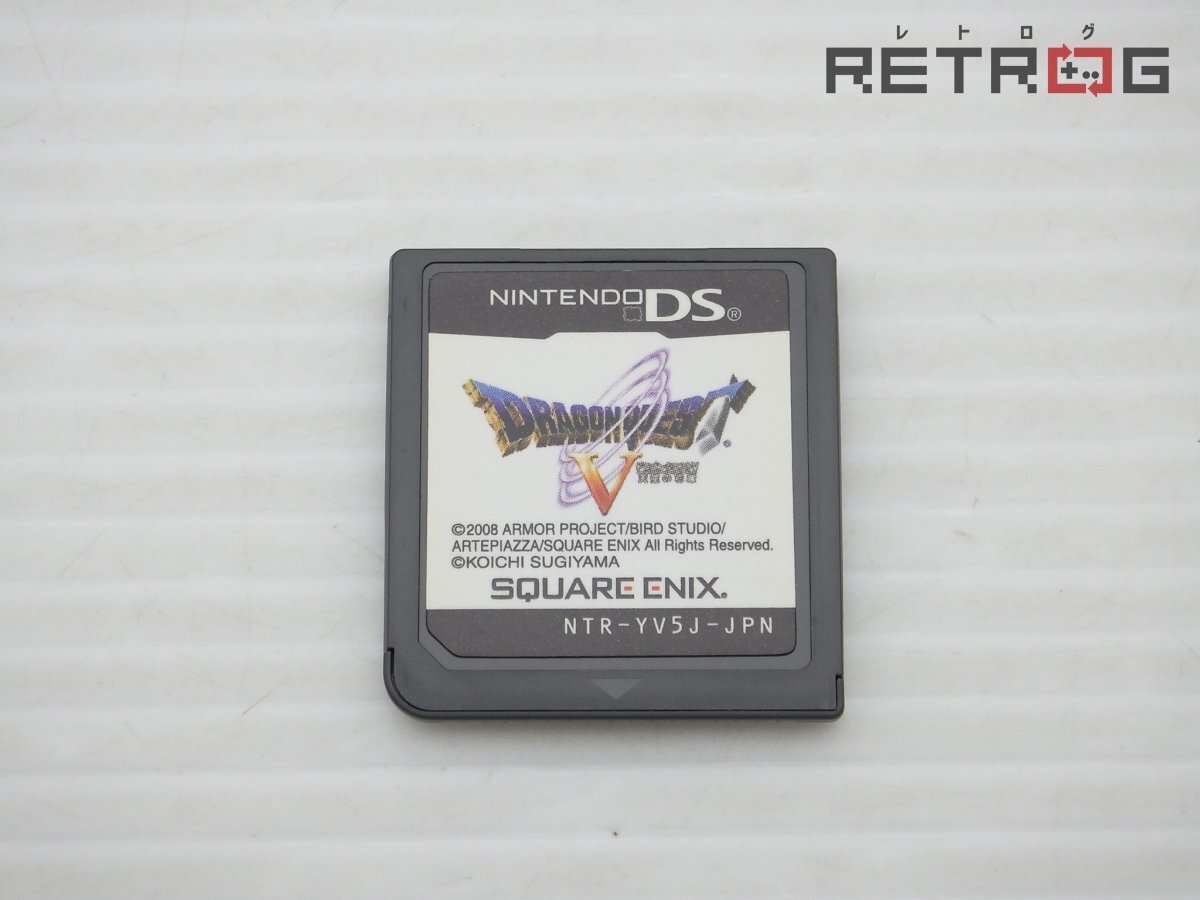 レトログ
RETROG
NINTENDO DS®
DRAGON QUEST®
V
©2008 ARMOR PROJECT/BIRD STUDIO/
ARTEPIAZZA/SQUARE ENIX All Rights Reserved.
©KOICHI SUGIYAMA
SQUARE ENIX®
NTR-YV5J-JPN